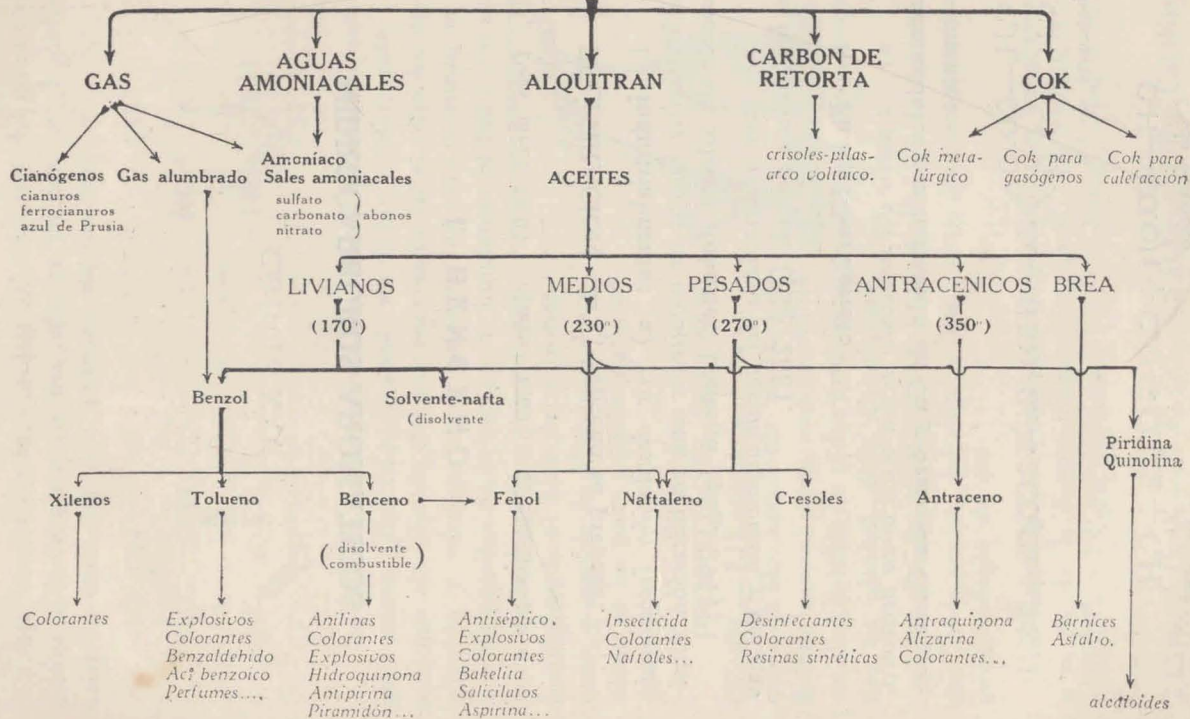 GAS
AGUAS
AMONIACALES
ALQUITRAN
CARBON DE
RETORTA
COK
Cianógenos
cianuros
ferrocianuros
azul de Prusia
Gas alumbrado
Amoníaco
Sales amoniacales
sulfato
carbonato
nitrato
) abonos
ACEITES
crisoles-pilas-
arco voltaico.
Cok meta-
lúrgico
Cok para
gasógenos
Cok para
calefacción
LIVIANOS
(170°)
MEDIOS
(230°)
PESADOS
(270°)
ANTRACENICOS
(350°)
BREA
Benzol
Solvente-nafta
(disolvente
Piridina
Quinolina
Xilenos
Tolueno
Benceno
Fenol
Naftaleno
Cresoles
Antraceno
(disolvente
combustible)
Colorantes
Explosivos
Colorantes
Benzaldehido
Ac° benzoico
Perfumes....
Anilinas
Colorantes
Explosivos
Hidroquinona
Antipirina
Piramidón...
Antiséptico.
Explosivos
Colorantes
Bakelita
Salicilatos
Aspirina...
Insecticida
Colorantes
Naftoles...
Desinfectantes
Colorantes
Resinas sintéticas
Antraquinona
Alizarina
Colorantes...
Barnices
Asfalto.
alcaloides